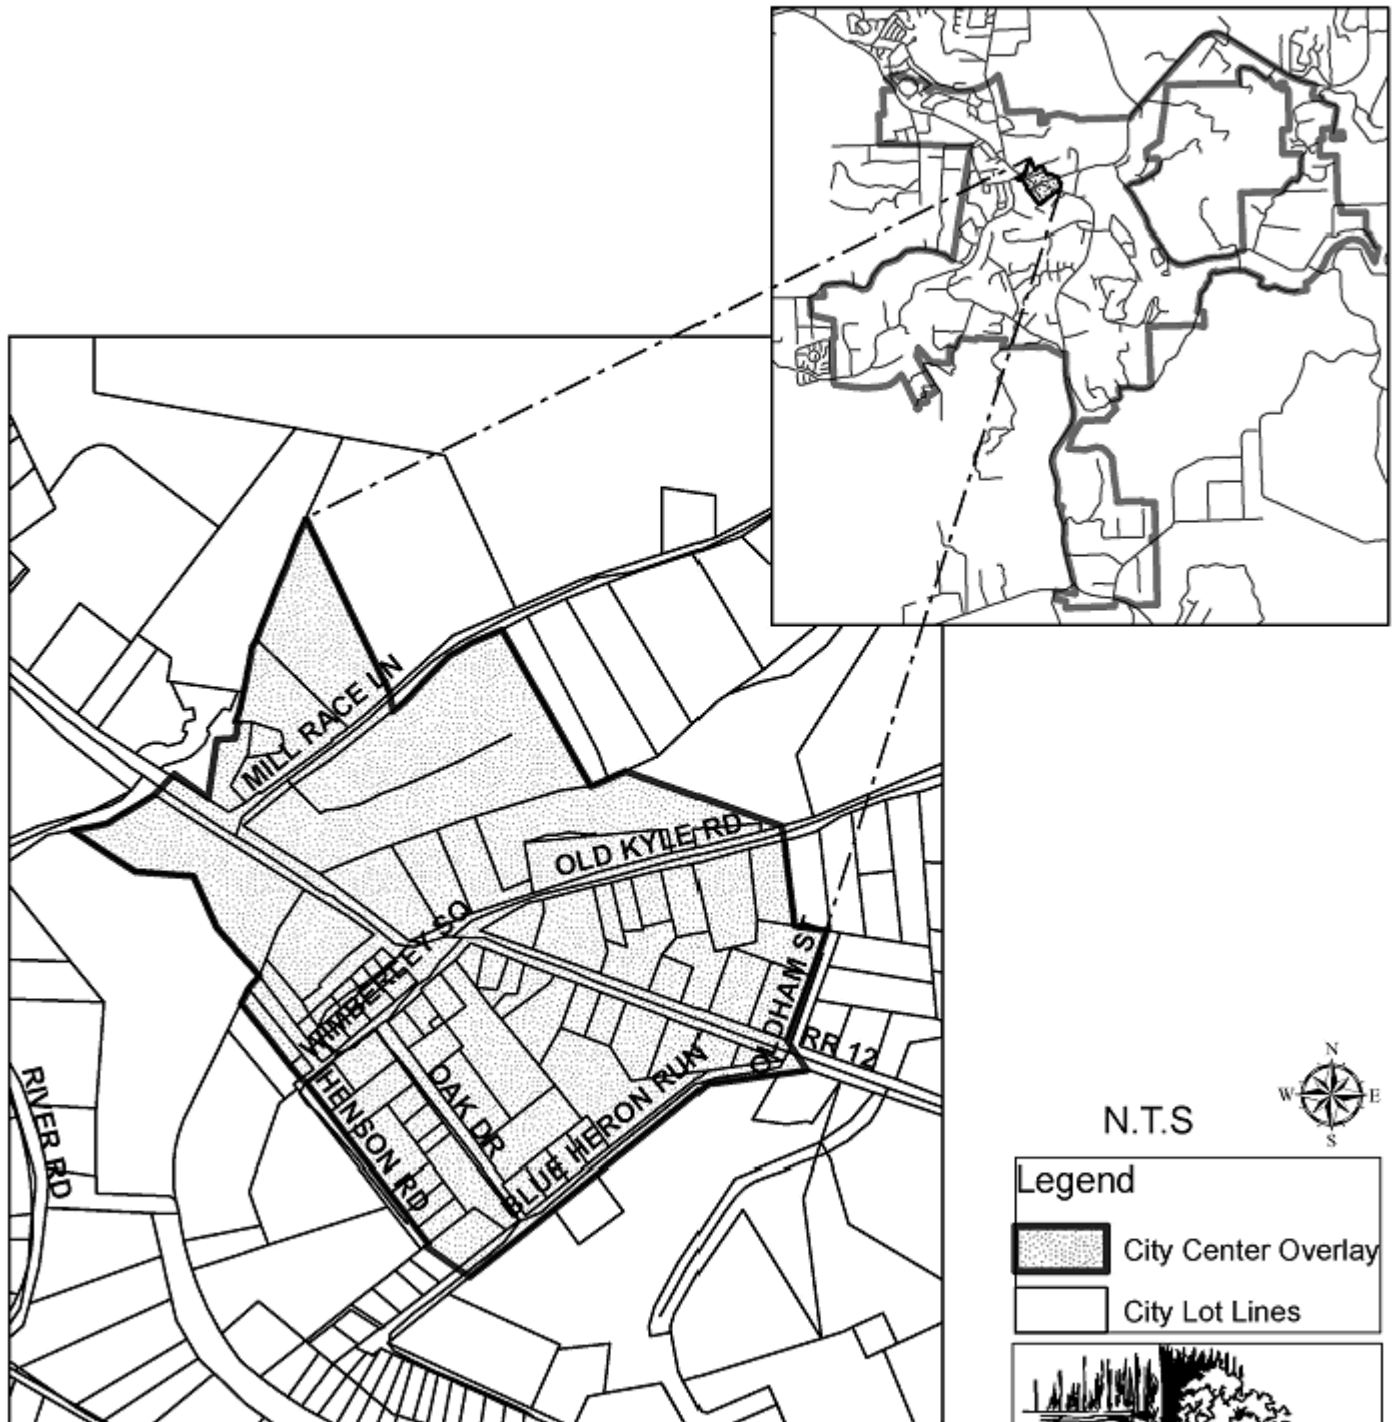 MILL RACE LN
OLD KYLE RD
WIMBERLEY SQ
OLDHAM ST
RR 12
OAK DR
HENSON RD
BLUE HERON RUN
RIVER RD
N
W E
S
N.T.S
Legend
City Center Overlay
City Lot Lines